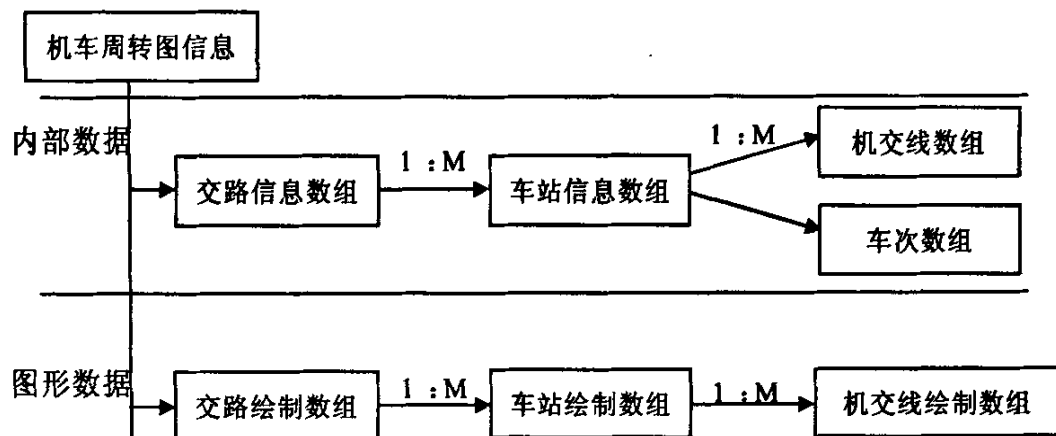 机车周转图信息
内部数据
1 :M
机交线数组
1 :M
交路信息数组
车站信息数组
车次数组
图形数据
1 :M
1 :M
交路绘制数组
车站绘制数组
机交线绘制数组